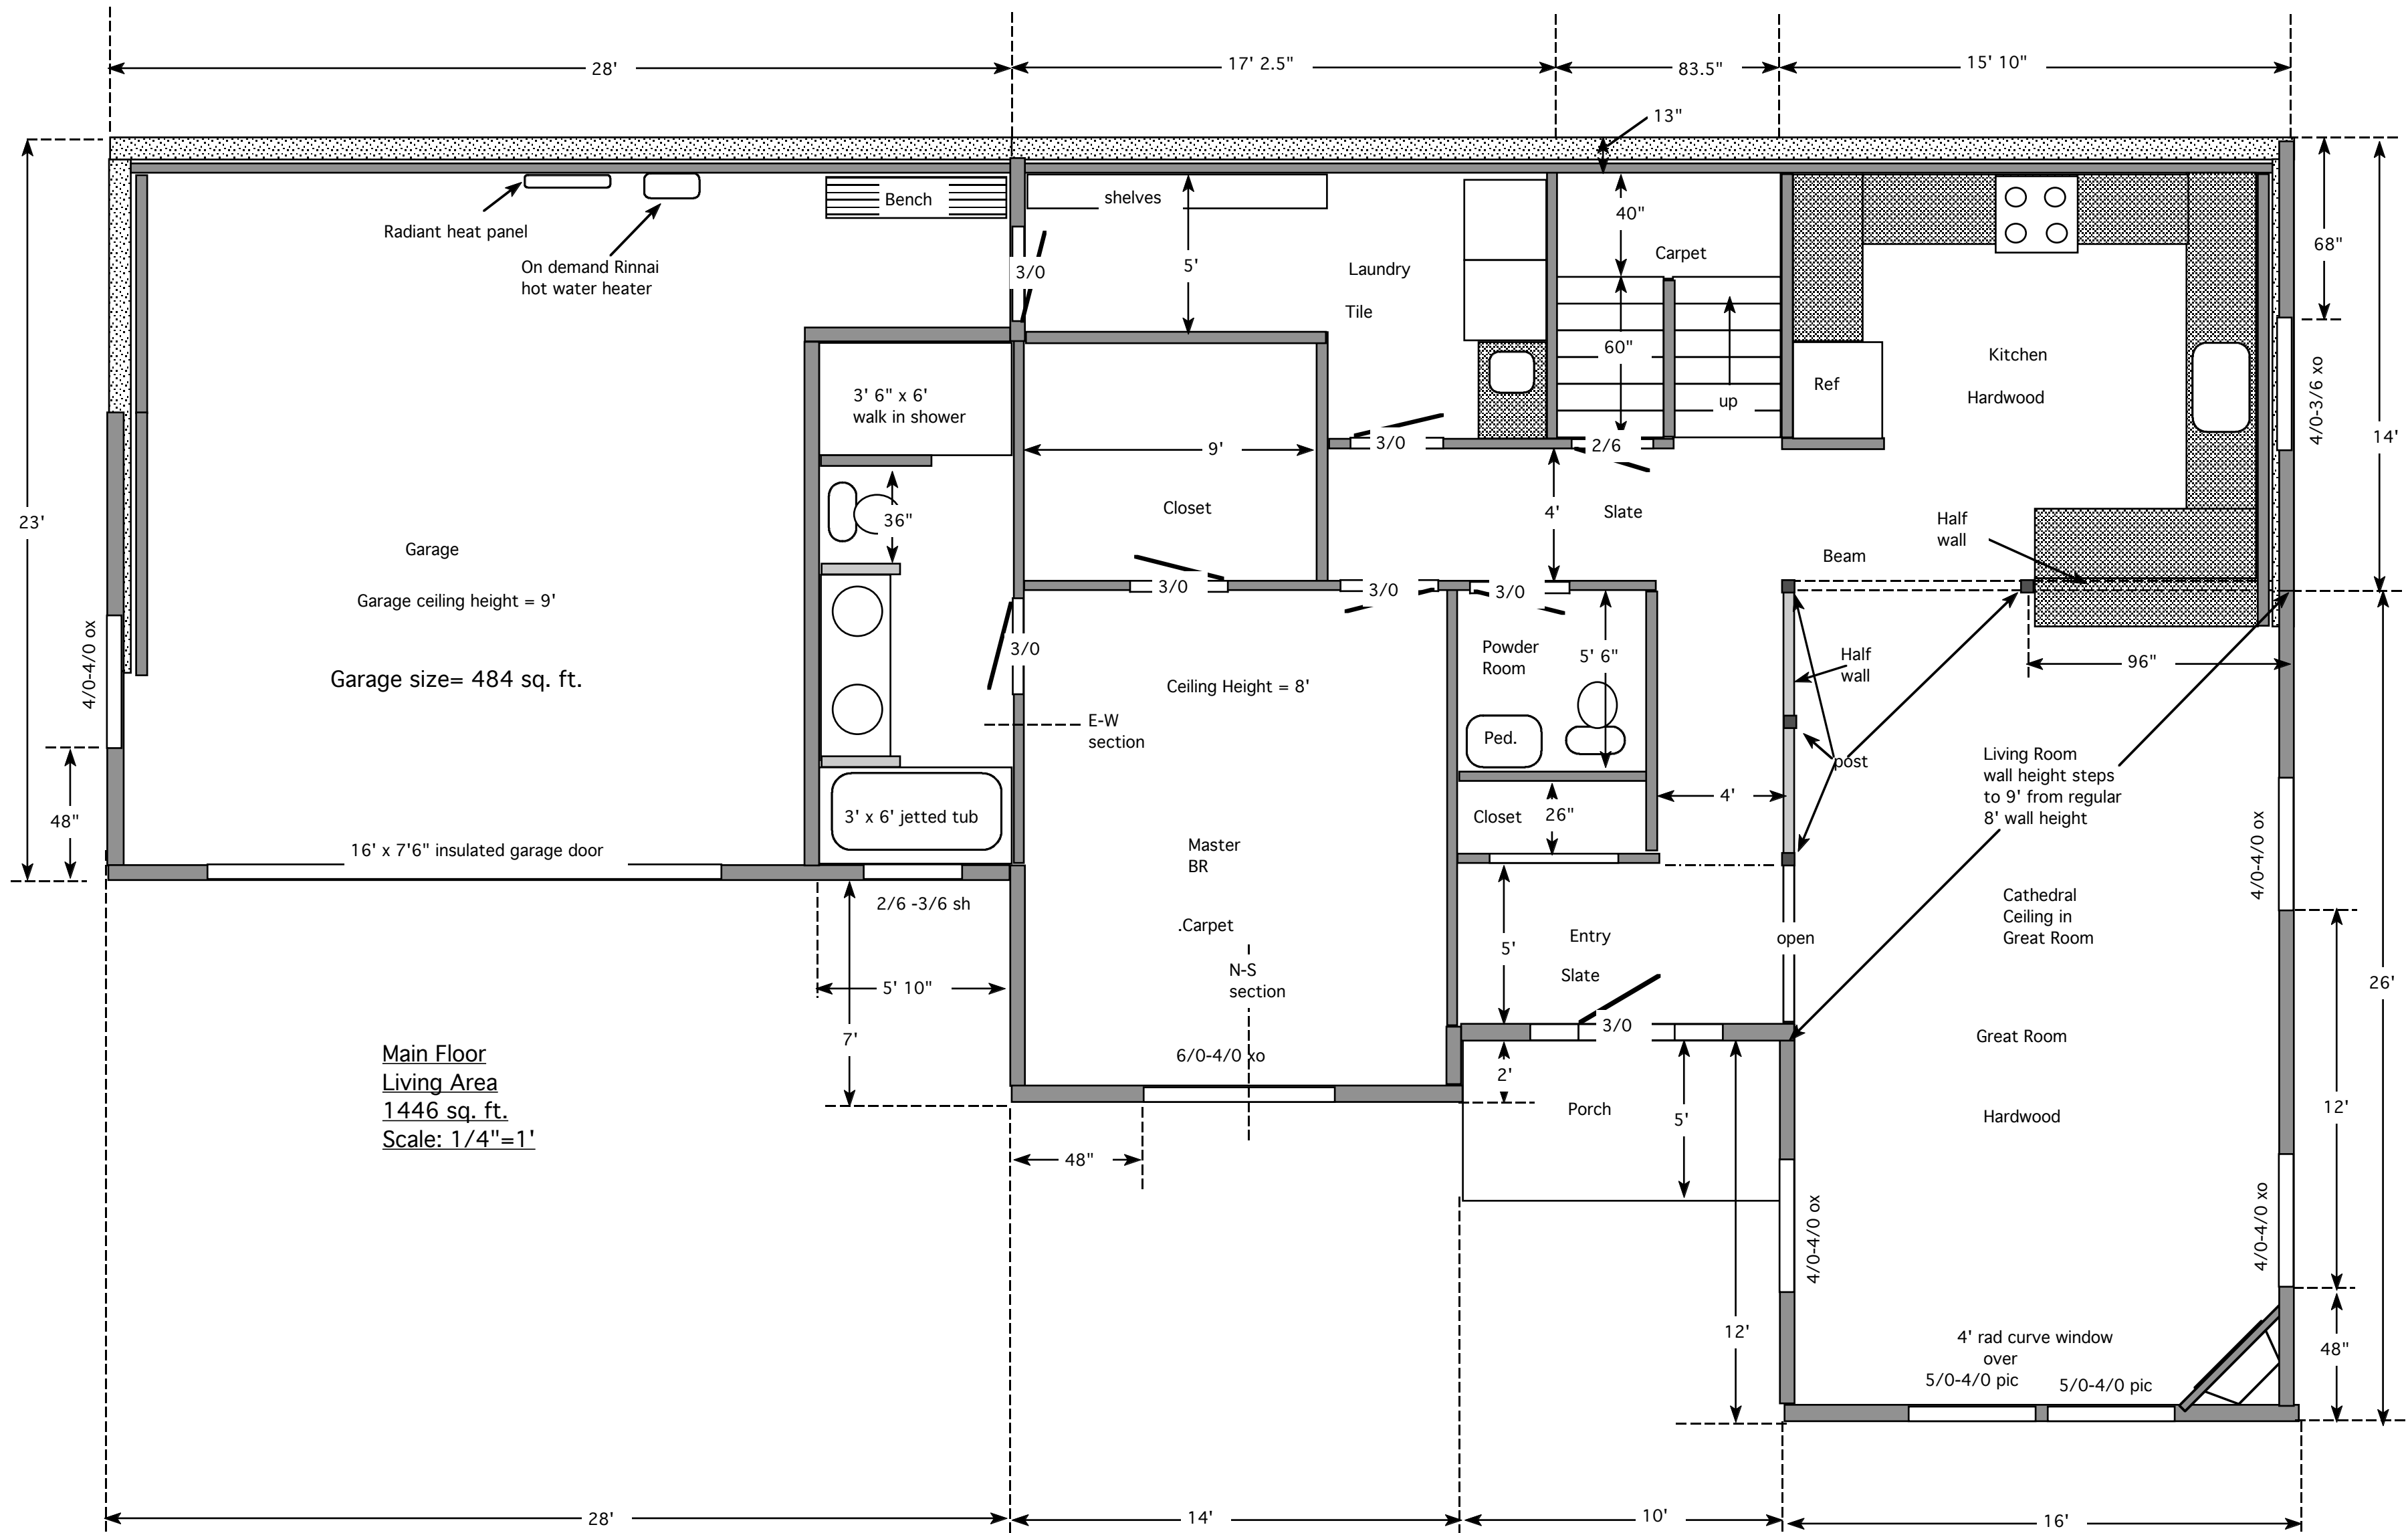 28'
17' 2.5"
83.5"
15' 10"
13"
Bench
shelves
Radiant heat panel
On demand Rinnai
hot water heater
3/0
5'
Laundry
Tile
40"
Carpet
60"
up
2/6
3/0
Ref
Kitchen
Hardwood
68"
4/0-3/6 xo
14'
23'
3' 6" x 6'
walk in shower
36"
9'
Closet
4'
Slate
Beam
Half
wall
Garage
Garage ceiling height = 9'
Garage size= 484 sq. ft.
4/0-4/0 ox
48"
16' x 7'6" insulated garage door
3/0
3/0
3/0
3/0
Ceiling Height = 8'
E-W
section
3' x 6' jetted tub
Powder
Room
5' 6"
Ped.
Closet
26"
4'
Half
wall
post
96"
Living Room
wall height steps
to 9' from regular
8' wall height
Master
BR
.Carpet
N-S
section
6/0-4/0 xo
2/6 -3/6 sh
5' 10"
7'
48"
5'
Entry
Slate
3/0
open
2'
Porch
5'
12'
Cathedral
Ceiling in
Great Room
Great Room
Hardwood
4/0-4/0 ox
4/0-4/0 ox
4/0-4/0 xo
26'
12'
48"
4' rad curve window
over
5/0-4/0 pic
5/0-4/0 pic
Main Floor
Living Area
1446 sq. ft.
Scale: 1/4"=1'
28'
14'
10'
16'